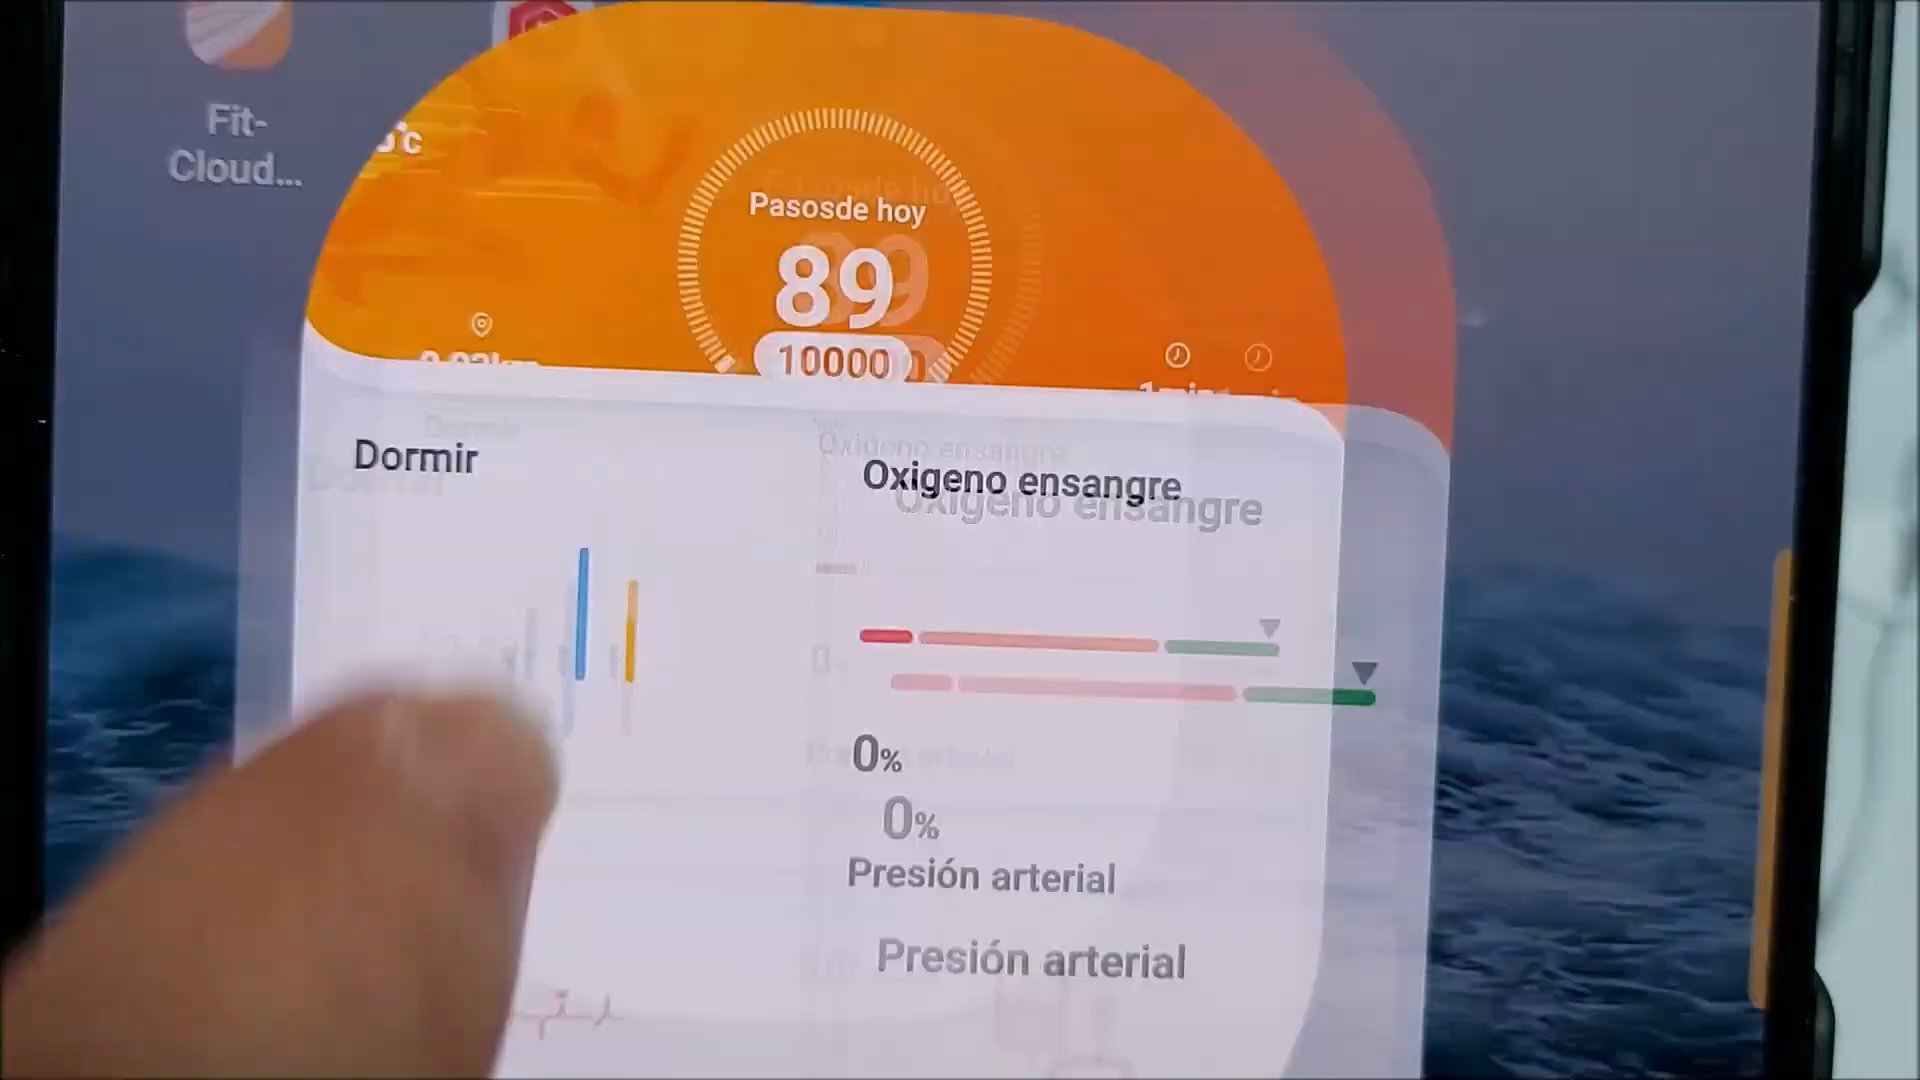 Fit-
Cloud...
°c
Pasosde hoy
89
10000
Dormir
Oxigeno ensangre
Oxigeno ensangre
0%
0%
Presión arterial
Presión arterial